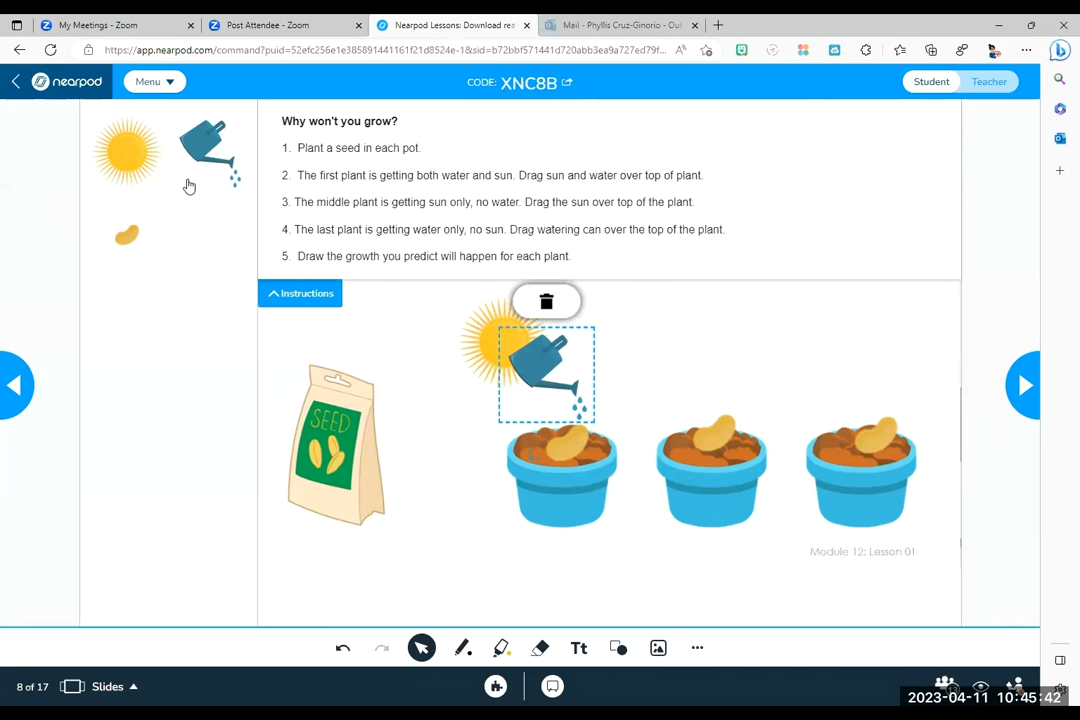 My Meetings - Zoom
Post Attendee - Zoom
Nearpod Lessons: Download rea
Mail - Phyllis Cruz-Ginorio - Out
https://app.nearpod.com/command?puid=52efc256e1e385891441161f21d8524e-1&sid=b72bbf571441d720abb3ea9a727ed79f...
nearpod
Menu
CODE: XNC8B
Student
Teacher
Why won't you grow?
1. Plant a seed in each pot.
2. The first plant is getting both water and sun. Drag sun and water over top of plant.
3. The middle plant is getting sun only, no water. Drag the sun over top of the plant.
4. The last plant is getting water only, no sun. Drag watering can over the top of the plant.
5. Draw the growth you predict will happen for each plant.
Instructions
SEED
Module 12: Lesson 01
Tt
8 of 17
Slides
2023-04-11 10:45:42